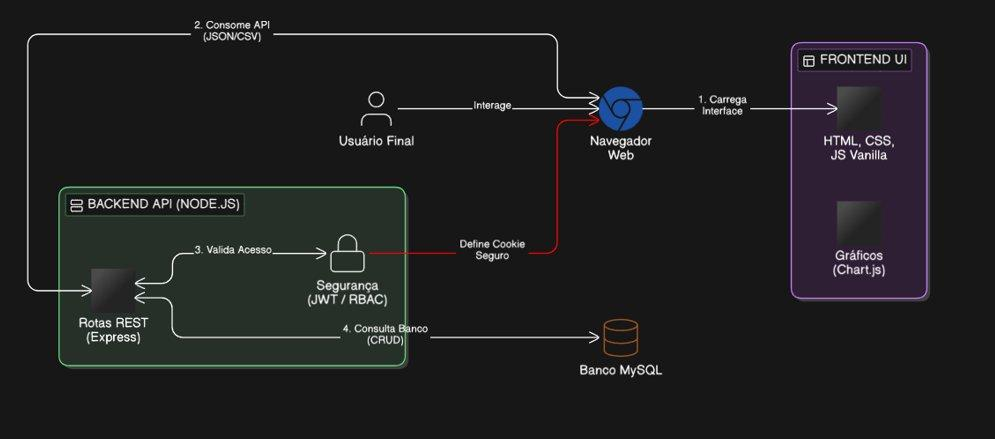 2. Consome API
(JSON/CSV)
FRONTEND UI
Interage
1. Carrega
Interface
Usuário Final
Navegador
Web
HTML, CSS,
JS Vanilla
BACKEND API (NODE.JS)
3. Valida Acesso
Define Cookie
Seguro
Gráficos
(Chart.js)
Segurança
(JWT / RBAC)
Rotas REST
(Express)
4. Consulta Banco
(CRUD)
Banco MySQL